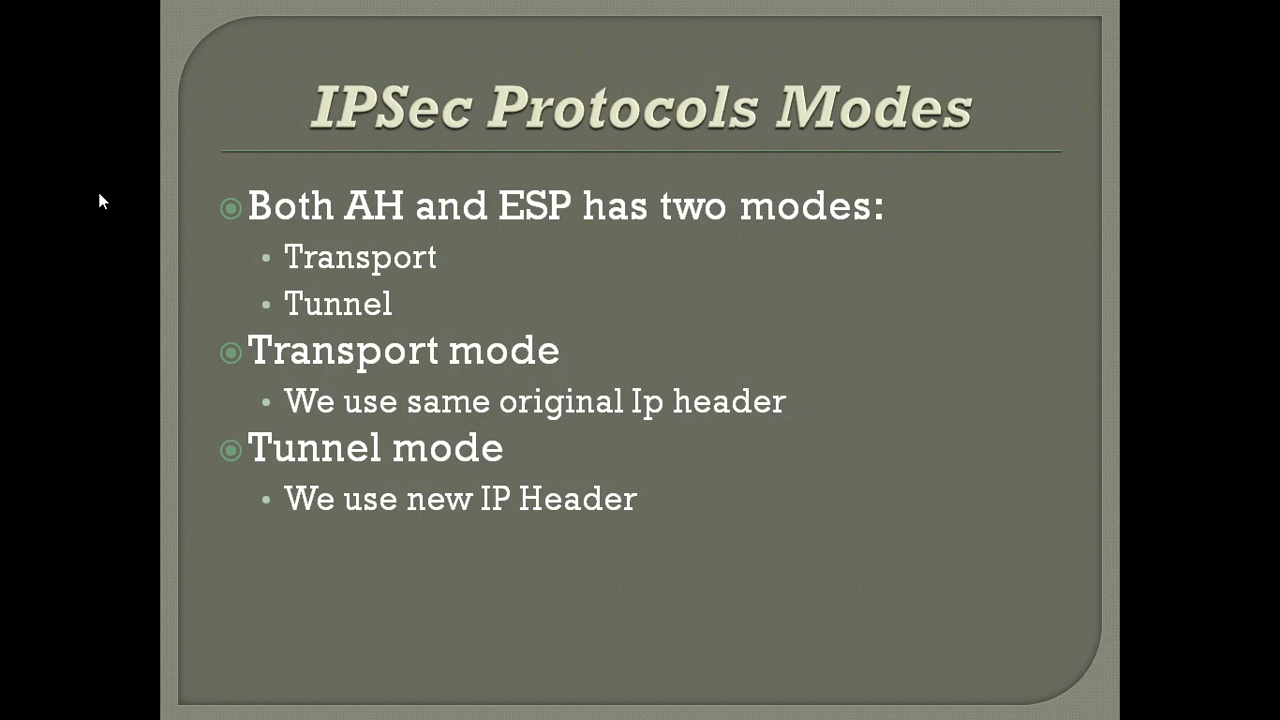 IPSec Protocols Modes
Both AH and ESP has two modes:
Transport
Tunnel
Transport mode
We use same original Ip header
Tunnel mode
We use new IP Header